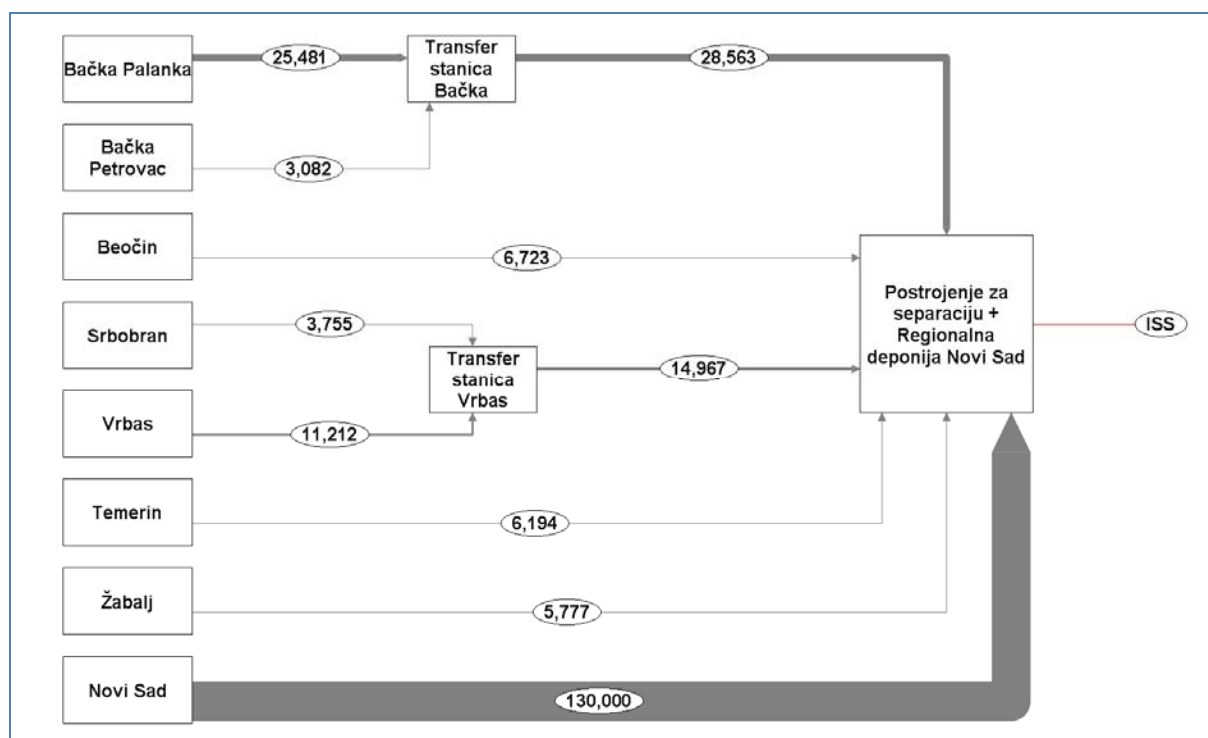 Bačka Palanka
25,481
Transfer
stanica
Bačka
28,563
Bačka
Petrovac
3,082
Beočin
6,723
Postrojenje za
separaciju +
Regionalna
deponija Novi Sad
ISS
Srbobran
3,755
Transfer
stanica
Vrbas
14,967
Vrbas
11,212
Temerin
6,194
Žabalj
5,777
Novi Sad
130,000